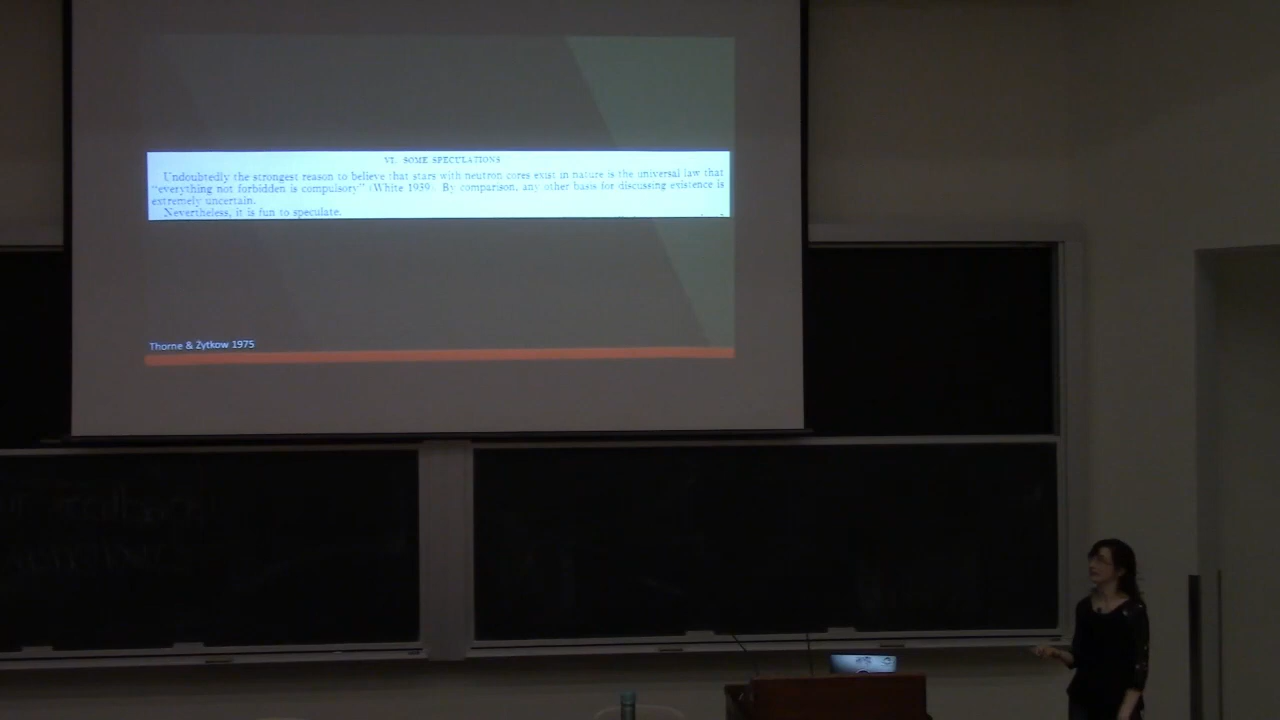 VI. SOME SPECULATIONS
Undoubtedly the strongest reason to believe that stars with neutron cores exist in nature is the universal law that
“everything not forbidden is compulsory” (White 1939). By comparison, any other basis for discussing existence is
extremely uncertain.
Nevertheless, it is fun to speculate.
Thorne & Żytkow 1975